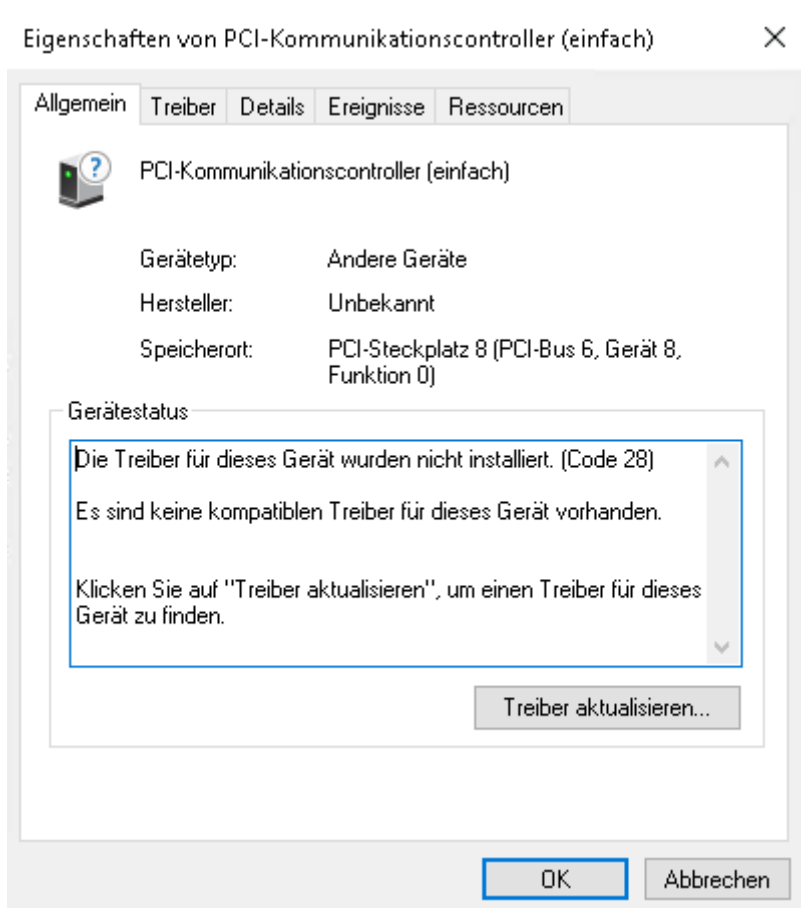 Eigenschaften von PCI-Kommunikationscontroller (einfach)
Allgemein Treiber Details Ereignisse Ressourcen
PCI-Kommunikationscontroller (einfach)
Gerätetyp: Andere Geräte
Hersteller: Unbekannt
Speicherort: PCI-Steckplatz 8 (PCI-Bus 6, Gerät 8,
Funktion 0)
Gerätestatus
Die Treiber für dieses Gerät wurden nicht installiert. (Code 28)
Es sind keine kompatiblen Treiber für dieses Gerät vorhanden.
Klicken Sie auf "Treiber aktualisieren", um einen Treiber für dieses
Gerät zu finden.
Treiber aktualisieren...
OK Abbrechen